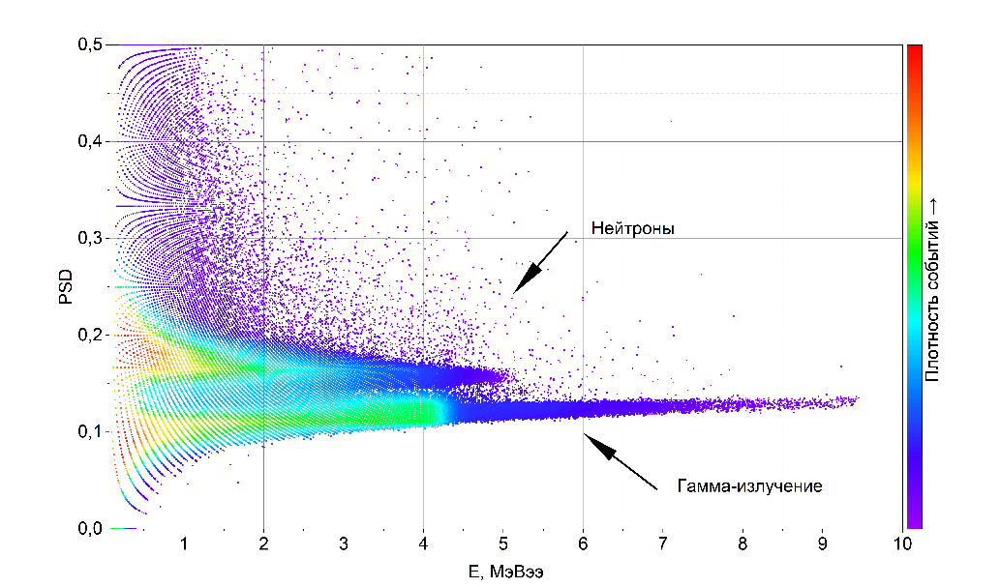 0,5
0,4
0,3
0,2
0,1
0,0
PSD
1 2 3 4 5 6 7 8 9 10
E, МэВээ
Нейтроны
Гамма-излучение
Плотность событий →